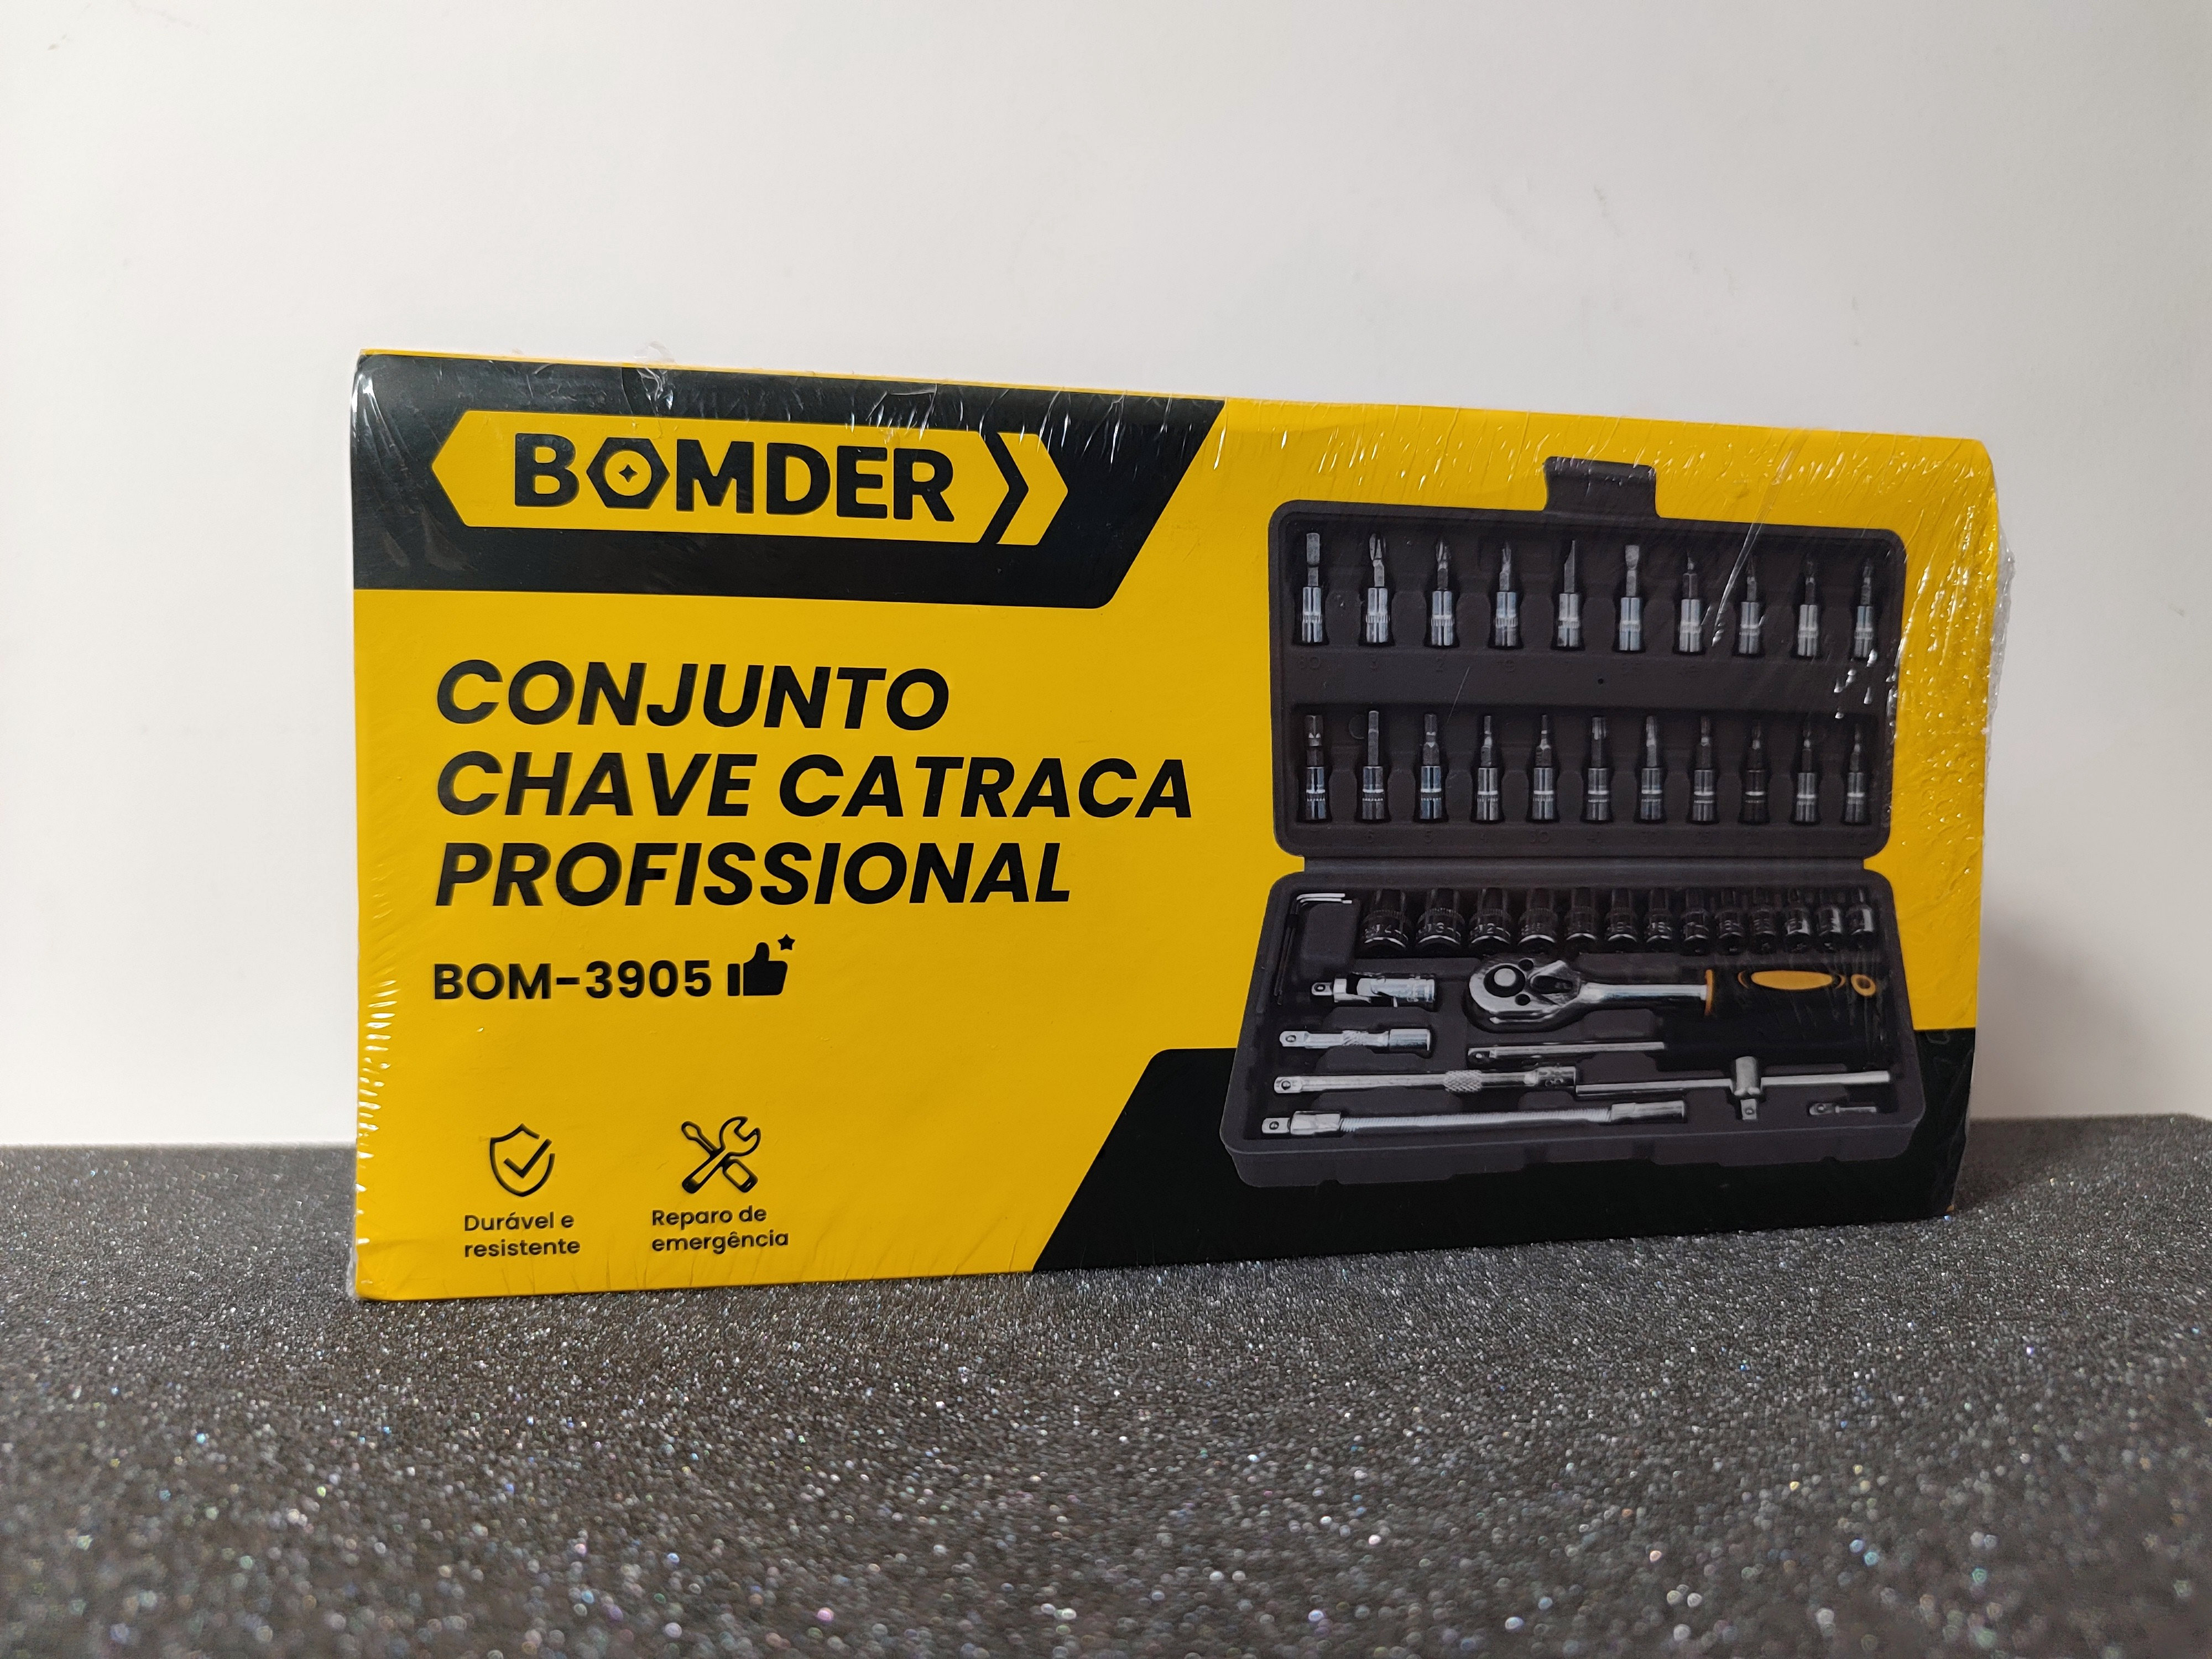 BOMDER
CONJUNTO
CHAVE CATRACA
PROFISSIONAL
BOM-3905
Durável e
resistente
Reparo de
emergência